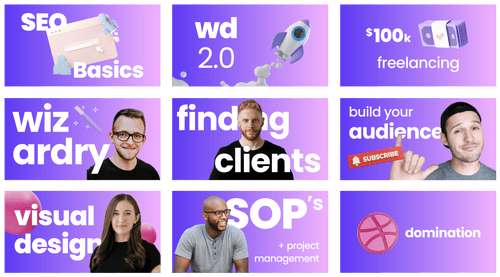 SEO
Basics
wd
2.0
$100k
freelancing
wiz
ardry
finding
clients
build your
audience
SUBSCRIBE
visual
design
SOP's
+ project
management
domination